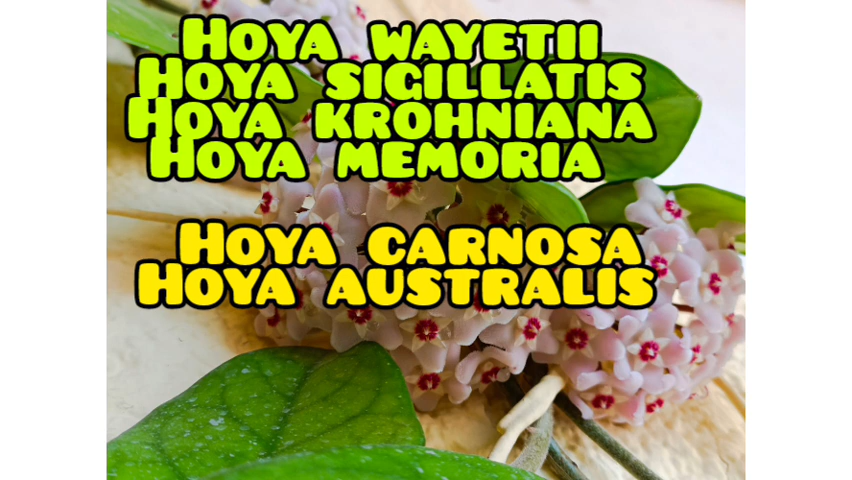 Hoya wayetii
Hoya sigillatis
Hoya krohniana
Hoya memoria
Hoya carnosa
Hoya australis